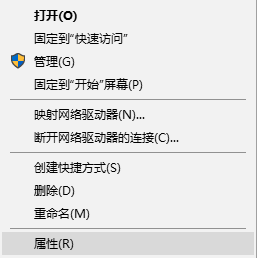 打开(O)
固定到"快速访问"
管理(G)
固定到"开始"屏幕(P)
映射网络驱动器(N)...
断开网络驱动器的连接(C)...
创建快捷方式(S)
删除(D)
重命名(M)
属性(R)